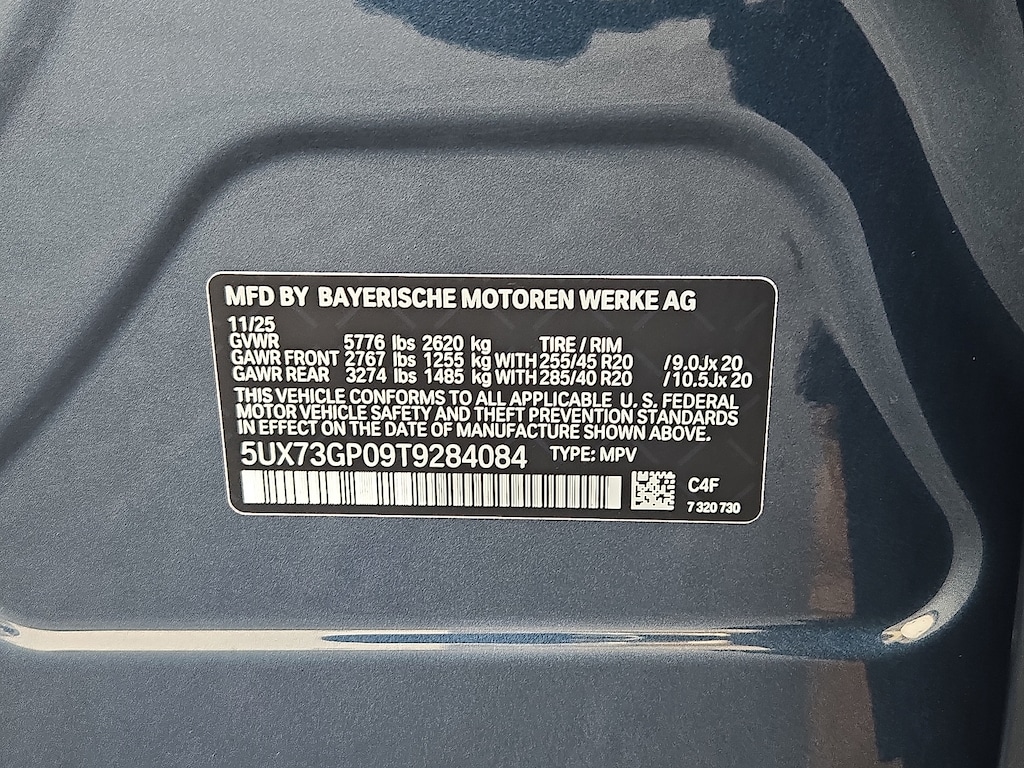 MFD BY BAYERISCHE MOTOREN WERKE AG
11/25
GVWR 5776 lbs 2620 kg TIRE / RIM
GAWR FRONT 2767 lbs 1255 kg WITH 255/45 R20 /9.0Jx 20
GAWR REAR 3274 lbs 1485 kg WITH 285/40 R20 /10.5Jx 20
THIS VEHICLE CONFORMS TO ALL APPLICABLE U. S. FEDERAL
MOTOR VEHICLE SAFETY AND THEFT PREVENTION STANDARDS
IN EFFECT ON THE DATE OF MANUFACTURE SHOWN ABOVE.
5UX73GP09T9284084 TYPE: MPV
C4F
7 320 730